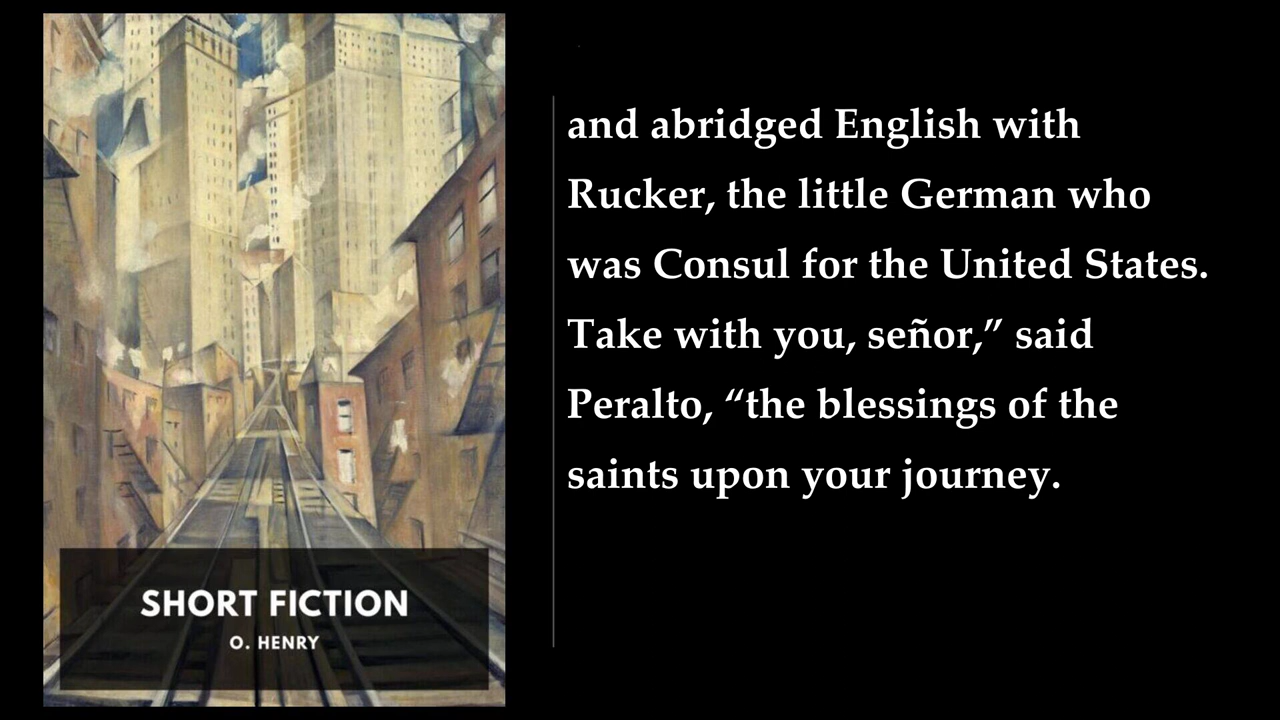 SHORT FICTION
O. HENRY
and abridged English with
Rucker, the little German who
was Consul for the United States.
Take with you, señor,” said
Peralto, “the blessings of the
saints upon your journey.